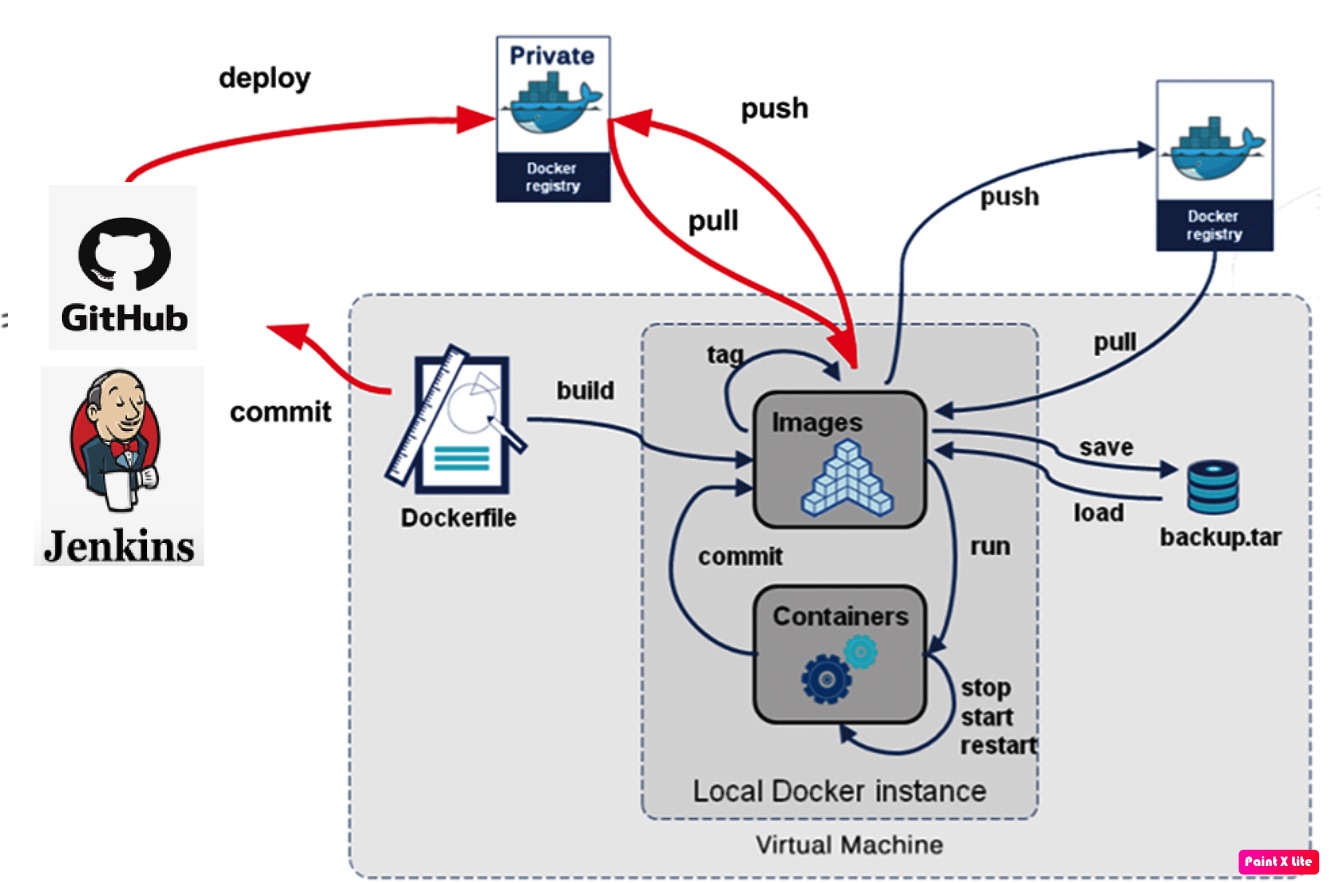 deploy
Private
Docker
registry
push
pull
push
Docker
registry
GitHub
commit
Jenkins
Dockerfile
build
tag
Images
commit
run
Containers
stop
start
restart
pull
save
load
backup.tar
Local Docker instance
Virtual Machine
Paint X Lite